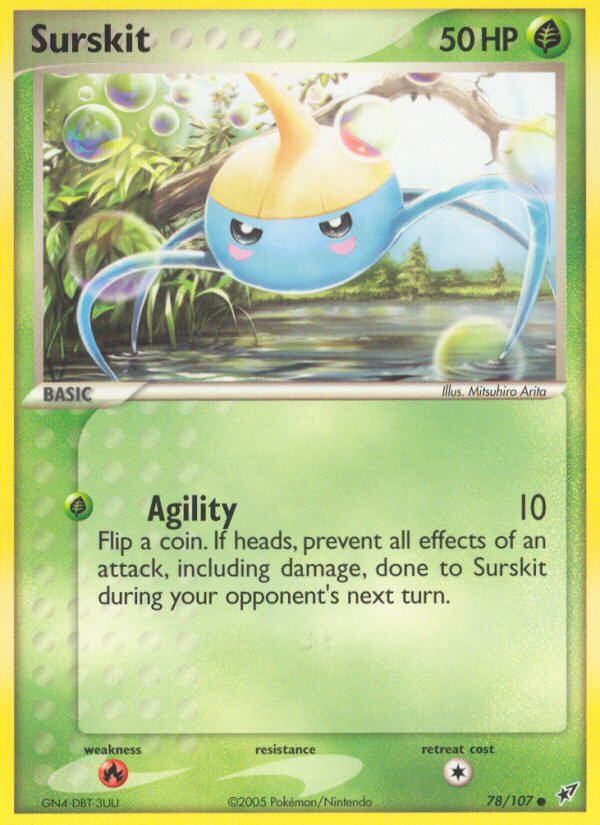 Surskit
50 HP
BASIC
Illus. Mitsuhiro Arita
Agility 10
Flip a coin. If heads, prevent all effects of an
attack, including damage, done to Surskit
during your opponent's next turn.
weakness resistance retreat cost
GN4-DBT-3UU ©2005 Pokémon/Nintendo 78/107